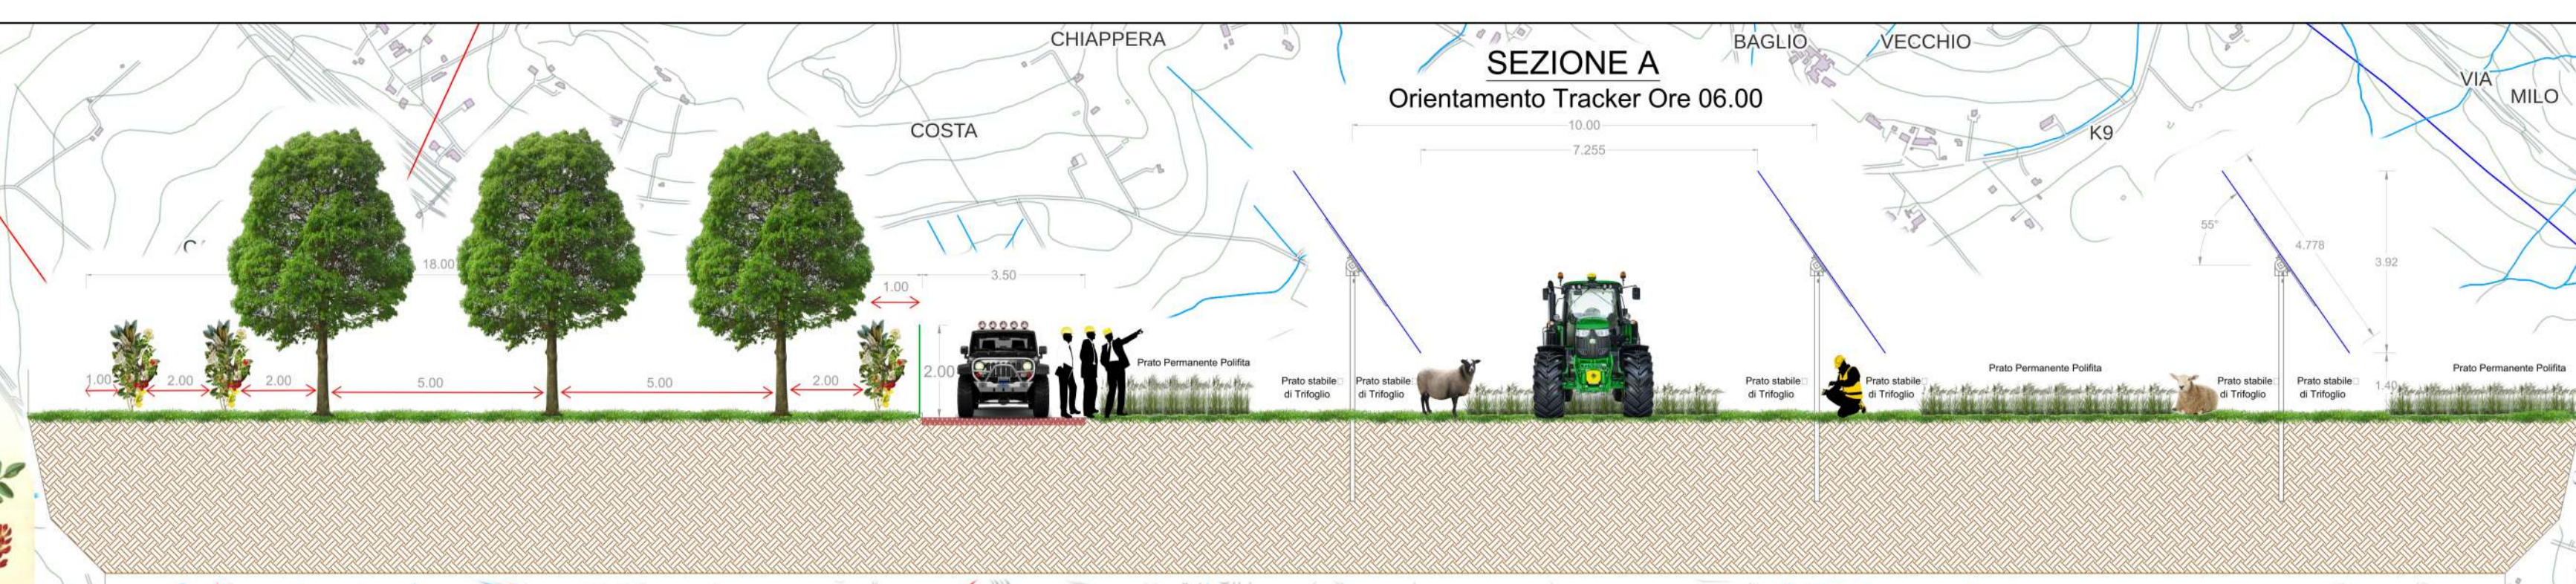 CHIAPPERA
SEZIONE A
Orientamento Tracker Ore 06.00
BAGLIO
VECCHIO
VIA
MILO
COSTA
K9
10.00
7.255
18.00
3.50
1.00
55°
4.778
3.92
1.00
2.00
2.00
5.00
5.00
2.00
2.00
Prato Permanente Polifita
Prato stabile
di Trifoglio
Prato stabile
di Trifoglio
Prato stabile
di Trifoglio
Prato stabile
di Trifoglio
Prato Permanente Polifita
Prato stabile
di Trifoglio
Prato stabile
di Trifoglio
1.40
Prato Permanente Polifita